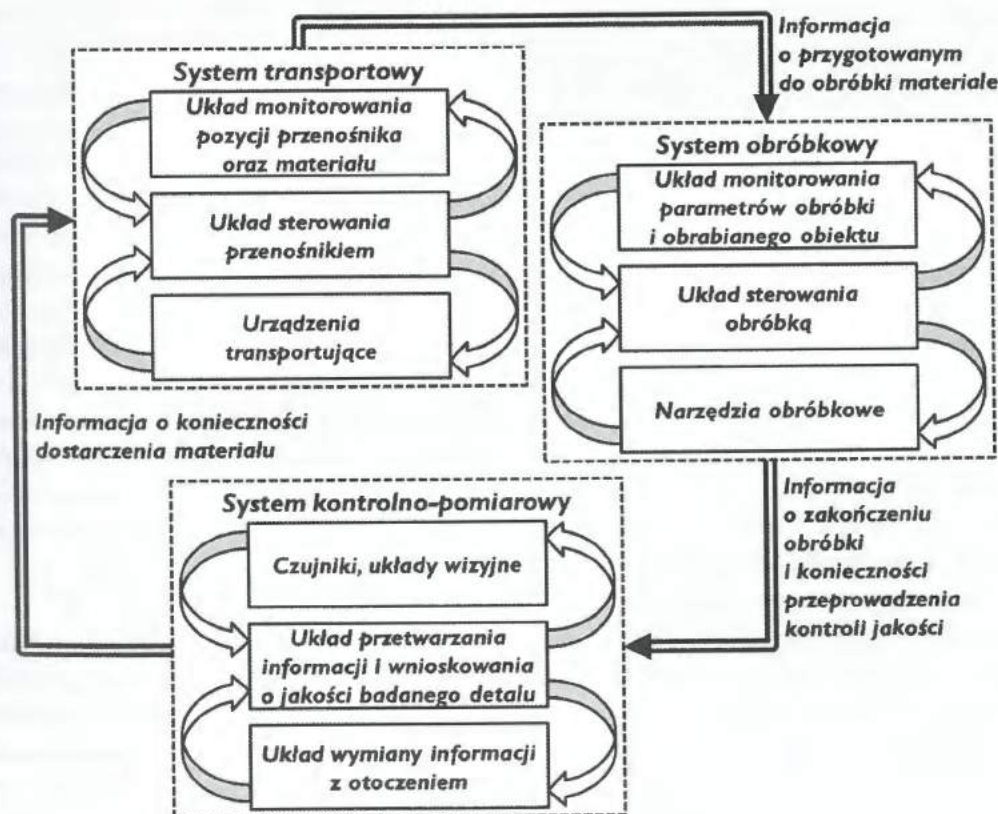 Informacja
o przygotowanym
do obróbki materiale
System transportowy
Układ monitorowania
pozycji przenośnika
oraz materiału
Układ sterowania
przenośnikiem
Urządzenia
transportujące
System obróbkowy
Układ monitorowania
parametrów obróbki
i obrabianego obiektu
Układ sterowania
obróbką
Narzędzia obróbkowe
Informacja o konieczności
dostarczenia materiału
Informacja
o zakończeniu
obróbki
i konieczności
przeprowadzenia
kontroli jakości
System kontrolno-pomiarowy
Czujniki, układy wizyjne
Układ przetwarzania
informacji i wnioskowania
o jakości badanego detalu
Układ wymiany informacji
z otoczeniem